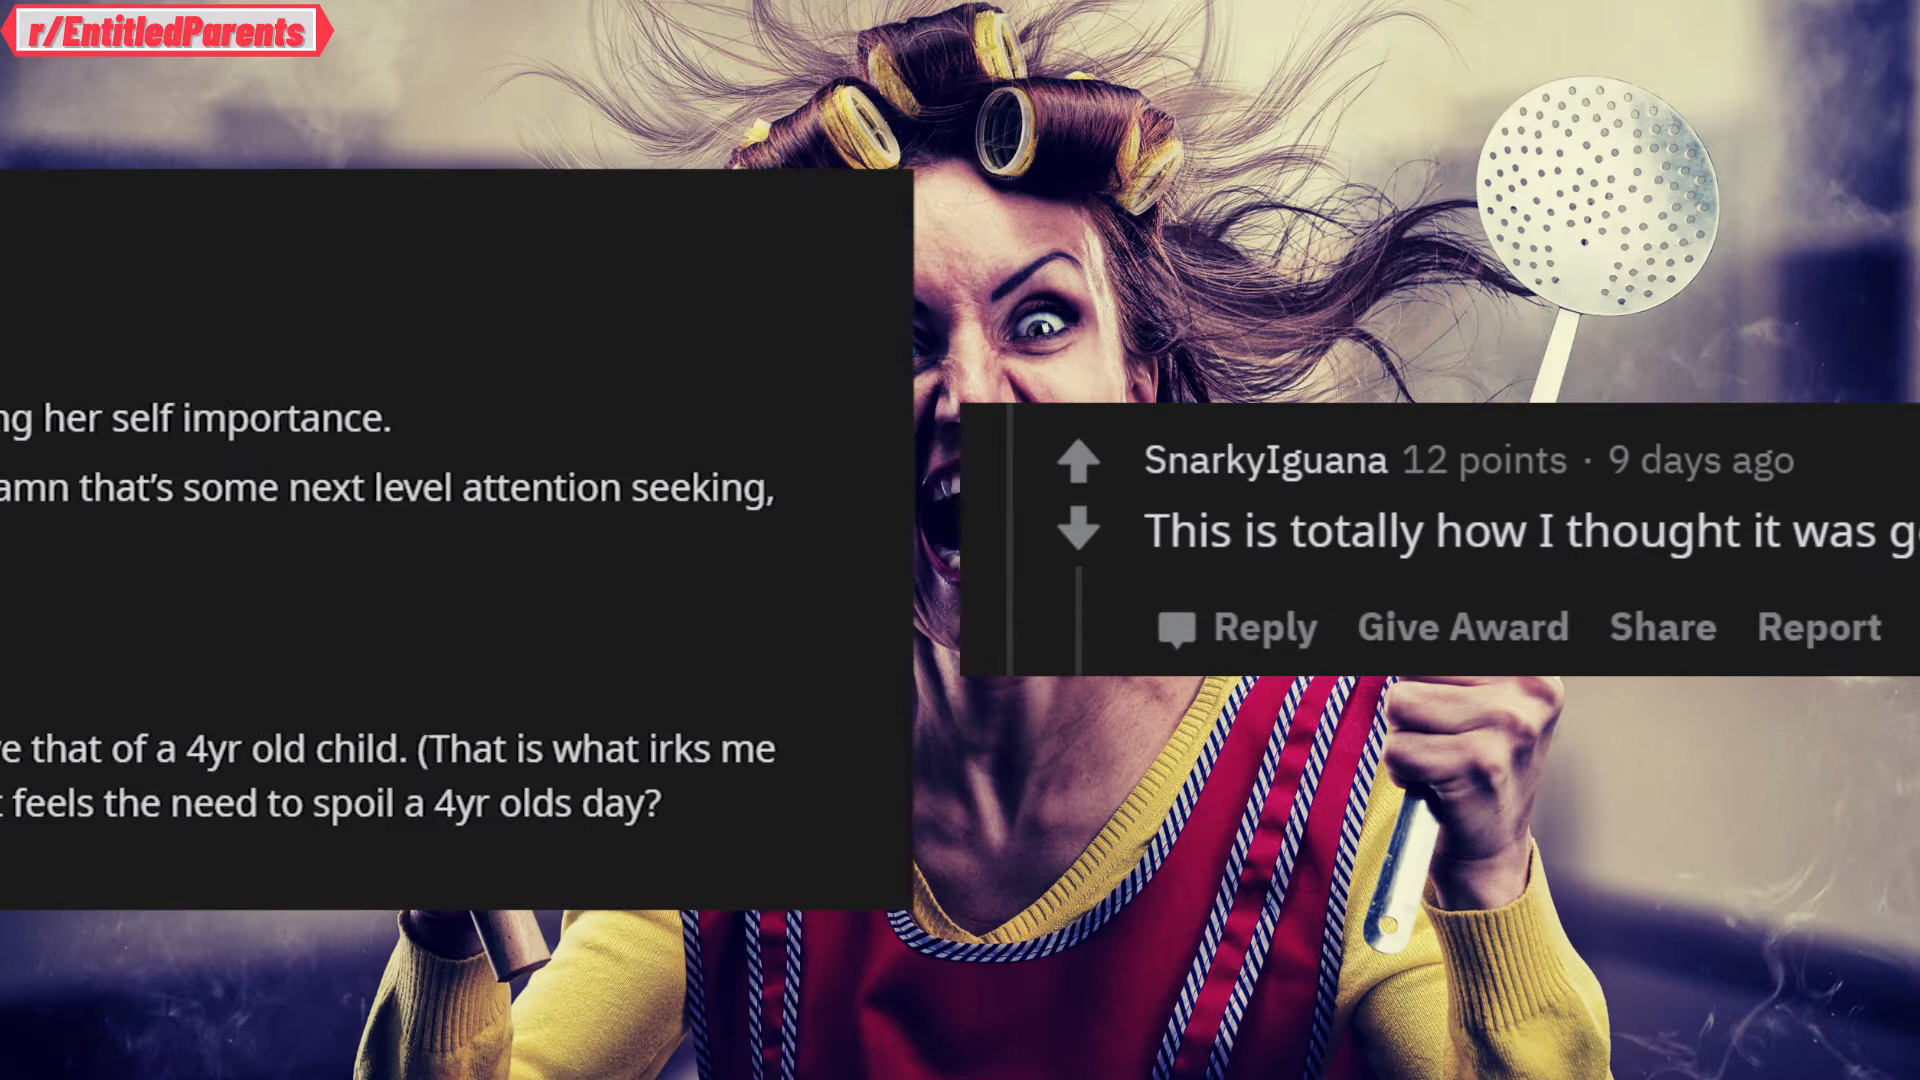 r/EntitledParents
her self importance.
that's some next level attention seeking,
that of a 4yr old child. (That is what irks me
feels the need to spoil a 4yr olds day?
SnarkyIguana 12 points · 9 days ago
This is totally how I thought it was
Reply Give Award Share Report